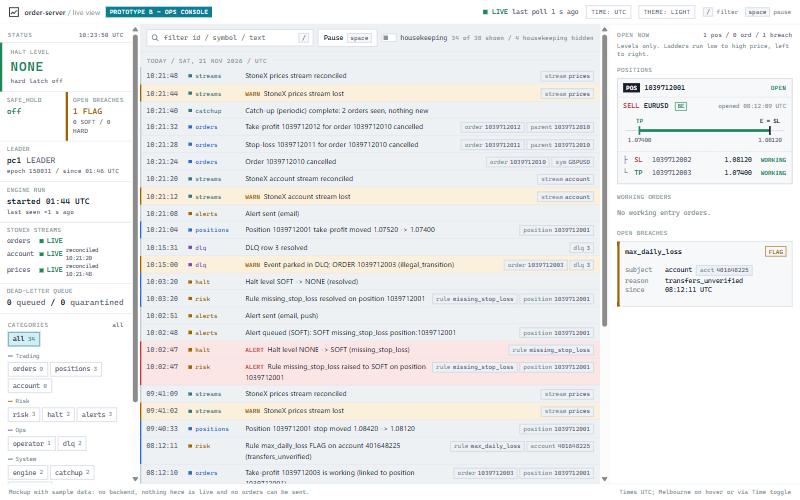 order-server / live view PROTOTYPE B ~ OPS CONSOLE LIVE last poll 1 s ago TIME: UTC THEME: LIGHT / filter space pause
STATUS 10:23:50 UTC
HALT LEVEL
NONE
hard latch off
SAFE_HOLD
off
OPEN BREACHES
1 FLAG
0 SOFT / 0 HARD
LEADER
pc1 LEADER
epoch 150031 / since 01:46 UTC
ENGINE RUN
started 01:44 UTC
last seen <1 s ago
STONEX STREAMS
orders LIVE
account LIVE reconciled 10:21:20
prices LIVE reconciled 10:21:48
DEAD-LETTER QUEUE
0 queued / 0 quarantined
CATEGORIES all
all 34
Trading
orders 9 positions 3
account 0
Risk
risk 3 halt 2 alerts 3
Ops
operator 1 dlq 2
System
engine 2 catchup 2
filter id / symbol / text / Pause space housekeeping 34 of 38 shown / 4 housekeeping hidden
TODAY / SAT, 21 NOV 2026 / UTC
10:21:48 streams StoneX prices stream reconciled stream prices
10:21:44 streams WARN StoneX prices stream lost stream prices
10:21:40 catchup Catch-up (periodic) complete: 2 orders seen, nothing new
10:21:32 orders Take-profit 1039712012 for order 1039712010 cancelled order 1039712012 parent 1039712010
10:21:28 orders Stop-loss 1039712011 for order 1039712010 cancelled order 1039712011 parent 1039712010
10:21:24 orders Order 1039712010 cancelled order 1039712010 sym GBPUSD
10:21:20 streams StoneX account stream reconciled stream account
10:21:12 streams WARN StoneX account stream lost stream account
10:21:08 alerts Alert sent (email)
10:21:04 positions Position 1039712001 take profit moved 1.07520 -> 1.07400 position 1039712001
10:15:31 dlq DLQ row 3 resolved dlq 3
10:15:00 dlq WARN Event parked in DLQ: ORDER 1039712003 (illegal_transition) order 1039712003 dlq 3
10:03:20 halt Halt level SOFT -> NONE (resolved)
10:03:20 risk Rule missing_stop_loss resolved on position 1039712001 rule missing_stop_loss position 1039712001
10:02:51 alerts Alert sent (email, push)
10:02:48 alerts Alert queued (SOFT): SOFT missing_stop_loss position:1039712001 position 1039712001
10:02:47 halt ALERT Halt level NONE -> SOFT (missing_stop_loss) rule missing_stop_loss
10:02:47 risk ALERT Rule missing_stop_loss raised to SOFT on position 1039712001 rule missing_stop_loss position 1039712001
09:41:09 streams StoneX prices stream reconciled stream prices
09:41:02 streams WARN StoneX prices stream lost stream prices
09:40:33 positions Position 1039712001 stop moved 1.08420 -> 1.08120 position 1039712001
08:12:11 risk Rule max_daily_loss FLAG on account 401648225 (transfers_unverified) rule max_daily_loss account 401648225
08:12:10 orders Take-profit 1039712003 is working (linked to position order 1039712003 position 1039712001
OPEN NOW 1 pos / 0 ord / 1 breach
Levels only. Ladders run low to high price, left to right.
POSITIONS
POS 1039712001 OPEN
SELL EURUSD BE opened 08:12:09 UTC
TP E = SL
1.07400 1.08120
SL 1039712002 1.08120 WORKING
TP 1039712003 1.07400 WORKING
WORKING ORDERS
No working entry orders.
OPEN BREACHES
max_daily_loss FLAG
subject account acct 401648225
reason transfers_unverified
since 08:12:11 UTC
Mockup with sample data: no backend, nothing here is live and no orders can be sent. Times UTC; Melbourne on hover or via Time toggle